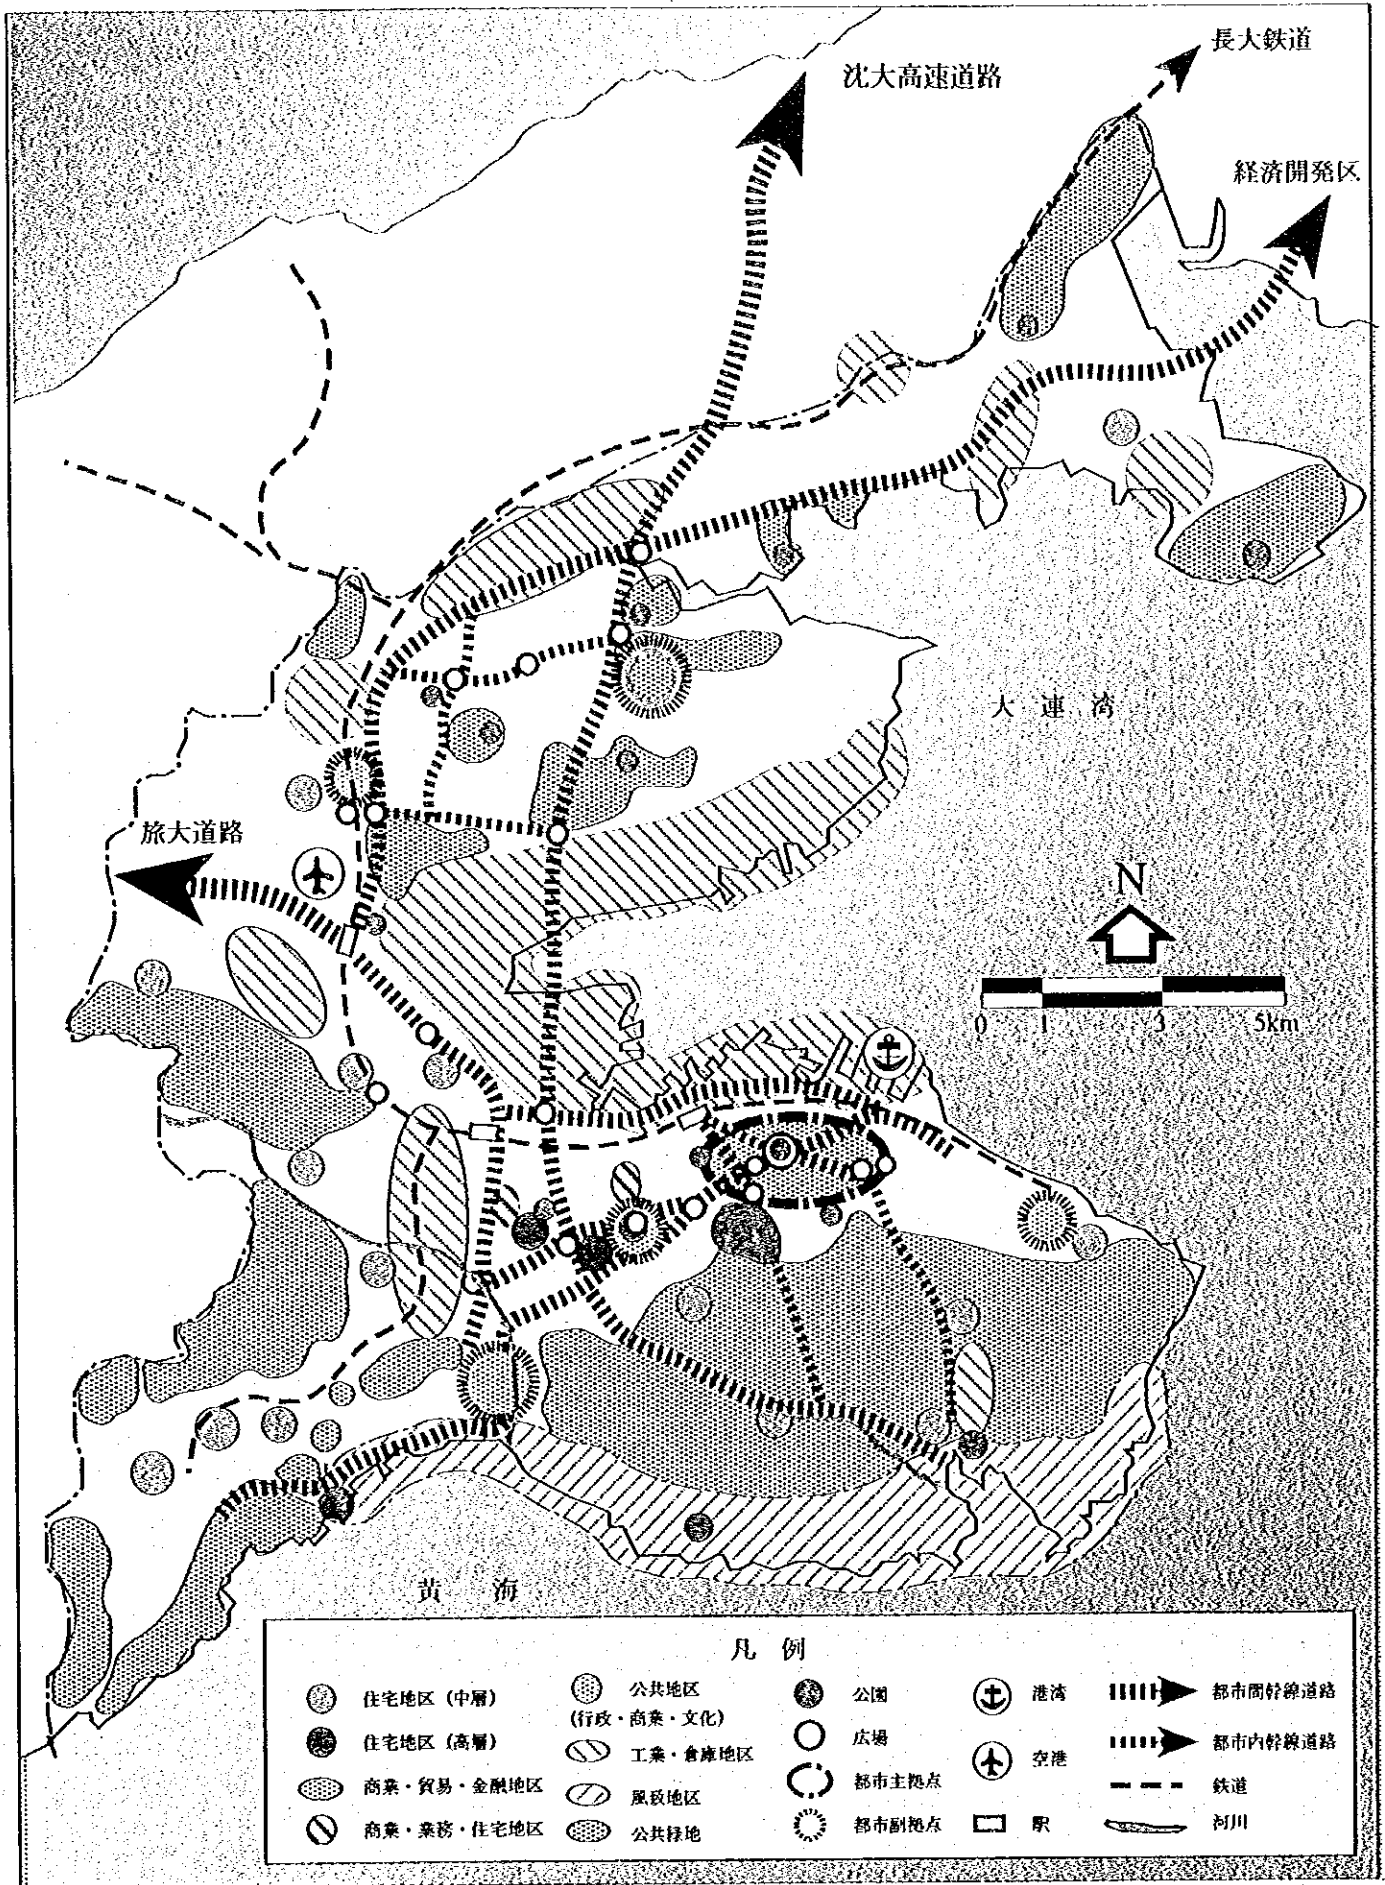 長大鉄道
沈大高速道路
経済開発区
大連湾
旅大道路
N
0 1 3 5km
黄海
凡例
住宅地区 (中層)
住宅地区 (高層)
商業・貿易・金融地区
商業・業務・住宅地区
公共地区
(行政・商業・文化)
工業・倉庫地区
風致地区
公共緑地
公園
広場
都市主拠点
都市副拠点
港湾
空港
駅
都市間幹線道路
都市内幹線道路
鉄道
河川